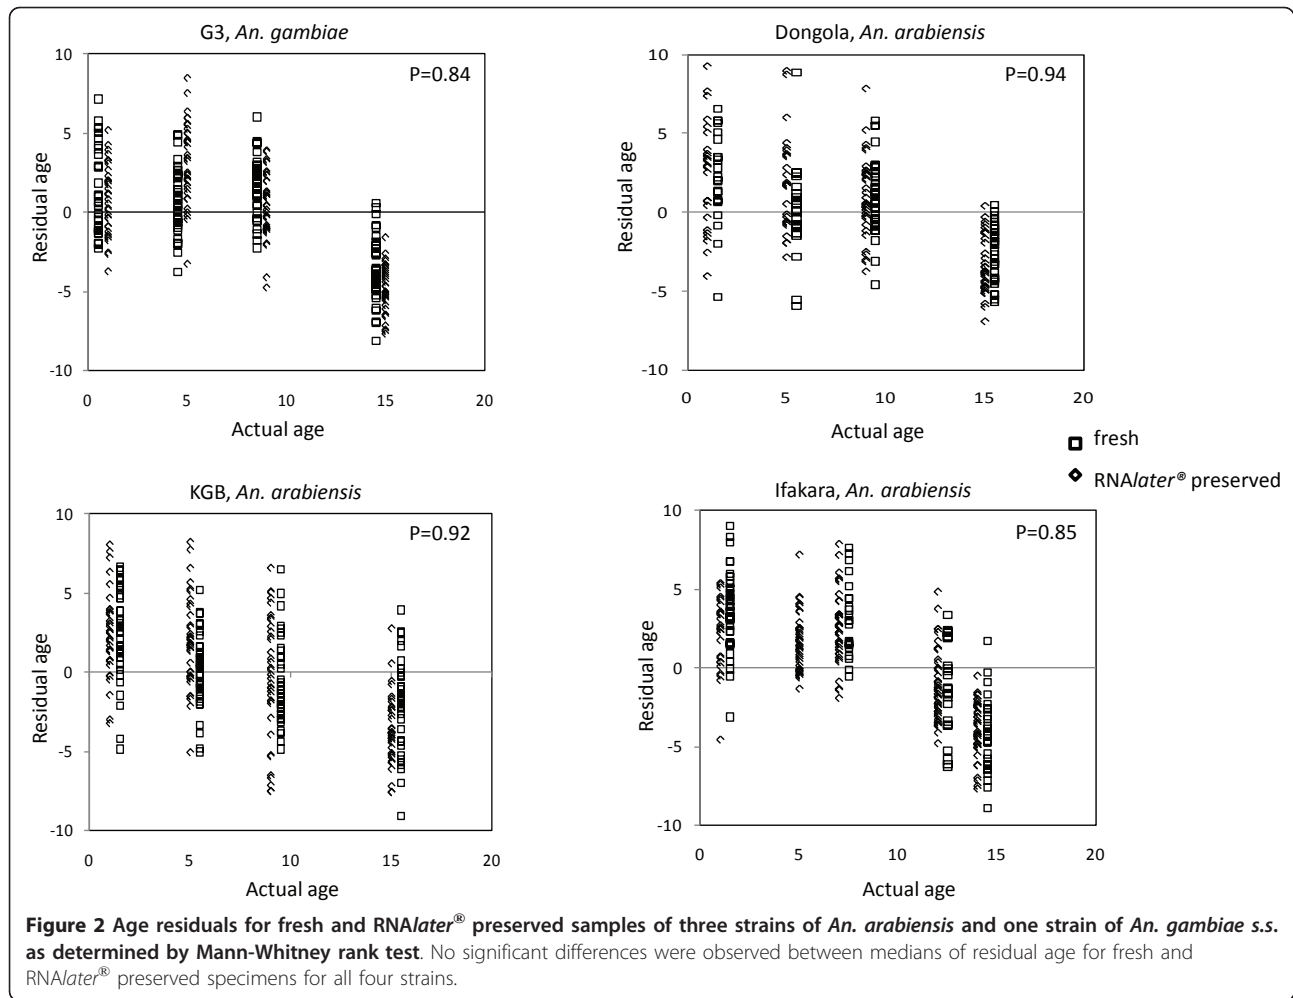 G3, An. gambiae
P=0.84
10
5
0
-5
-10
Residual age
0 5 10 15 20
Actual age
Dongola, An. arabiensis
P=0.94
10
5
0
-5
-10
Residual age
0 5 10 15 20
Actual age
fresh
RNAlater® preserved
KGB, An. arabiensis
P=0.92
10
5
0
-5
-10
Residual age
0 5 10 15 20
Actual age
Ifakara, An. arabiensis
P=0.85
10
5
0
-5
-10
Residual age
0 5 10 15 20
Actual age
Figure 2 Age residuals for fresh and RNAlater® preserved samples of three strains of An. arabiensis and one strain of An. gambiae s.s.
as determined by Mann-Whitney rank test. No significant differences were observed between medians of residual age for fresh and
RNAlater® preserved specimens for all four strains.